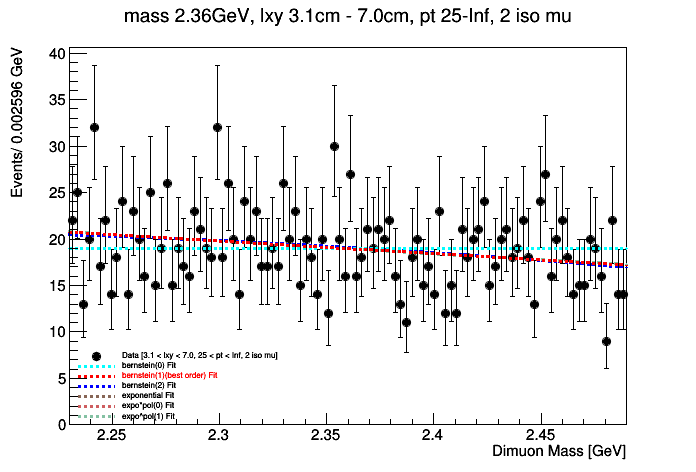 mass 2.36GeV, lxy 3.1cm - 7.0cm, pt 25-Inf, 2 iso mu
Events/ 0.002596 GeV
40
35
30
25
20
15
10
5
0
Data [3.1 < lxy < 7.0, 25 < pt < Inf, 2 iso mu]
bernstein(0) Fit
bernstein(1)(best order) Fit
bernstein(2) Fit
exponential Fit
expo*pol(0) Fit
expo*pol(1) Fit
2.25 2.3 2.35 2.4 2.45
Dimuon Mass [GeV]